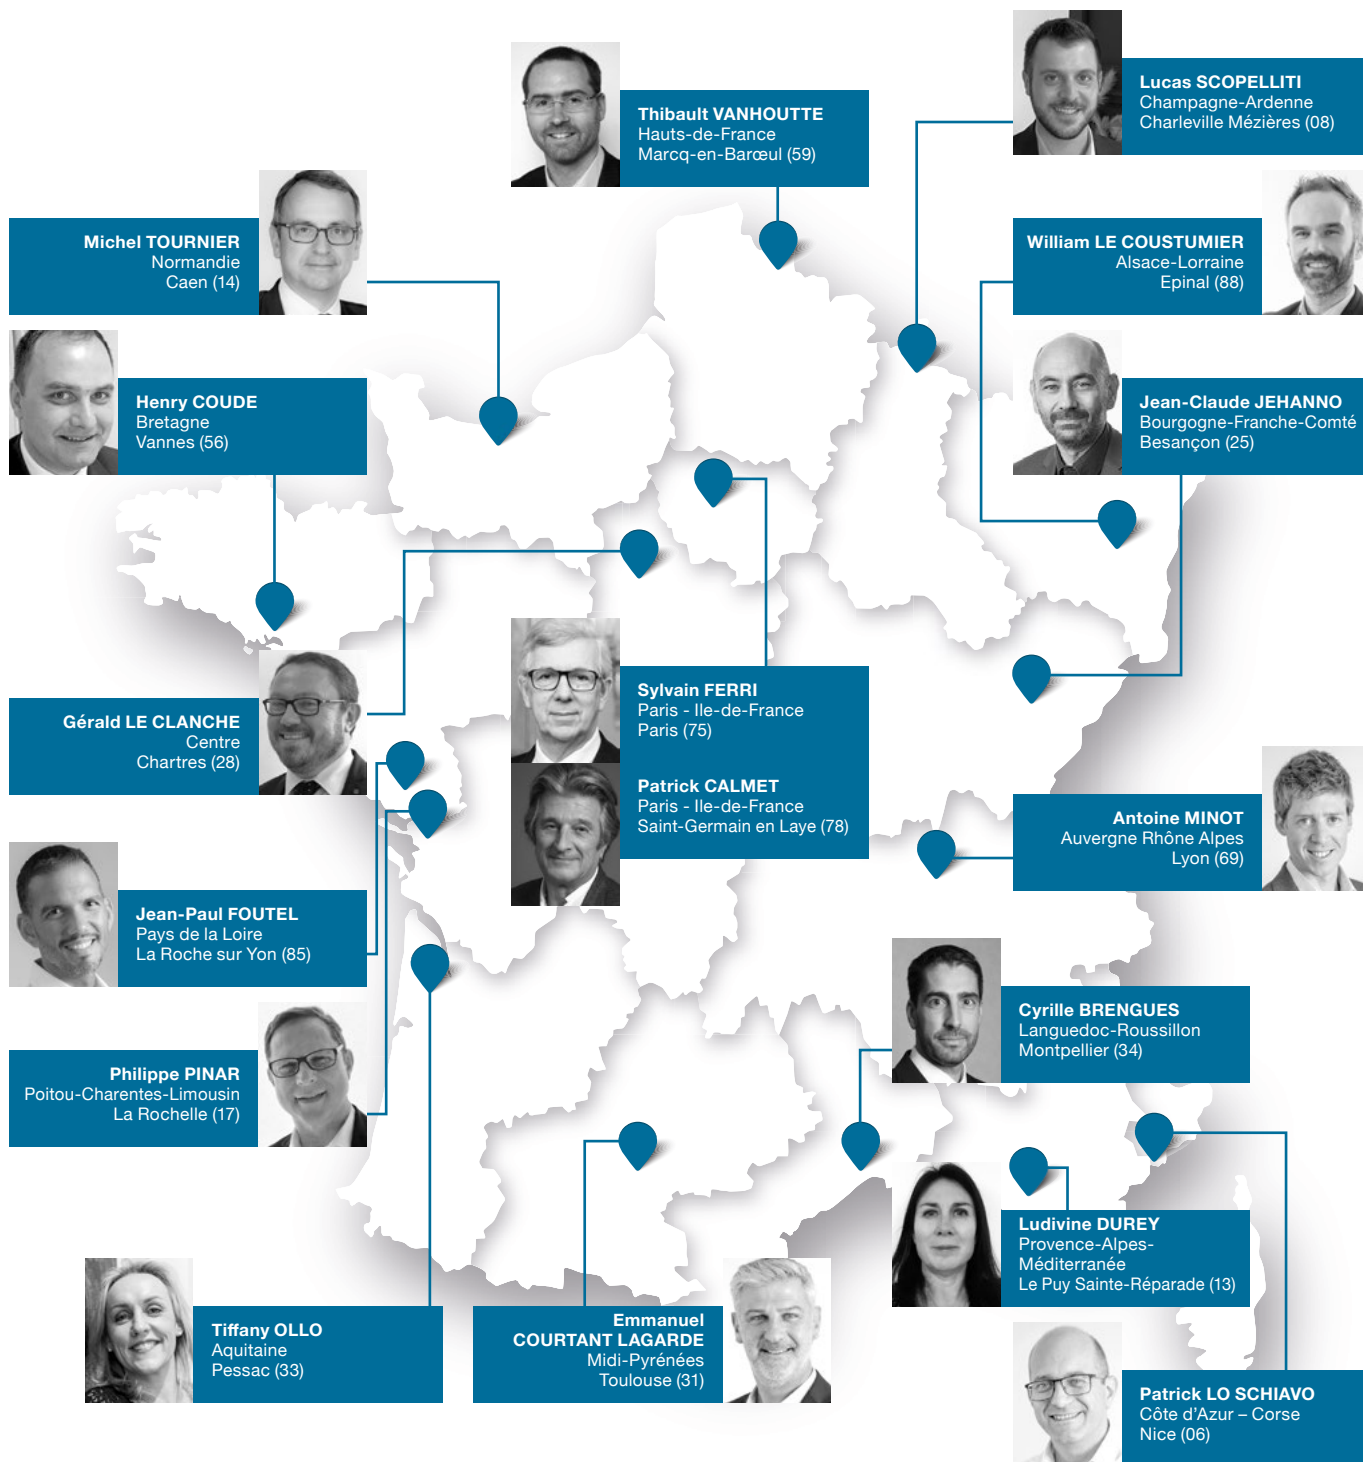 Lucas SCOPELLITI
Champagne-Ardenne
Charleville Mézières (08)
Thibault VANHOUTTE
Hauts-de-France
Marcq-en-Barœul (59)
Michel TOURNIER
Normandie
Caen (14)
William LE COUSTUMIER
Alsace-Lorraine
Epinal (88)
Henry COUDE
Bretagne
Vannes (56)
Jean-Claude JEHANNO
Bourgogne-Franche-Comté
Besançon (25)
Gérald LE CLANCHE
Centre
Chartres (28)
Sylvain FERRI
Paris - Ile-de-France
Paris (75)
Patrick CALMET
Paris - Ile-de-France
Saint-Germain en Laye (78)
Antoine MINOT
Auvergne Rhône Alpes
Lyon (69)
Jean-Paul FOUTEL
Pays de la Loire
La Roche sur Yon (85)
Cyrille BRENGUES
Languedoc-Roussillon
Montpellier (34)
Philippe PINAR
Poitou-Charentes-Limousin
La Rochelle (17)
Ludivine DUREY
Provence-Alpes-
Méditerranée
Le Puy Sainte-Réparade (13)
Tiffany OLLO
Aquitaine
Pessac (33)
Emmanuel
COURTANT LAGARDE
Midi-Pyrénées
Toulouse (31)
Patrick LO SCHIAVO
Côte d'Azur – Corse
Nice (06)